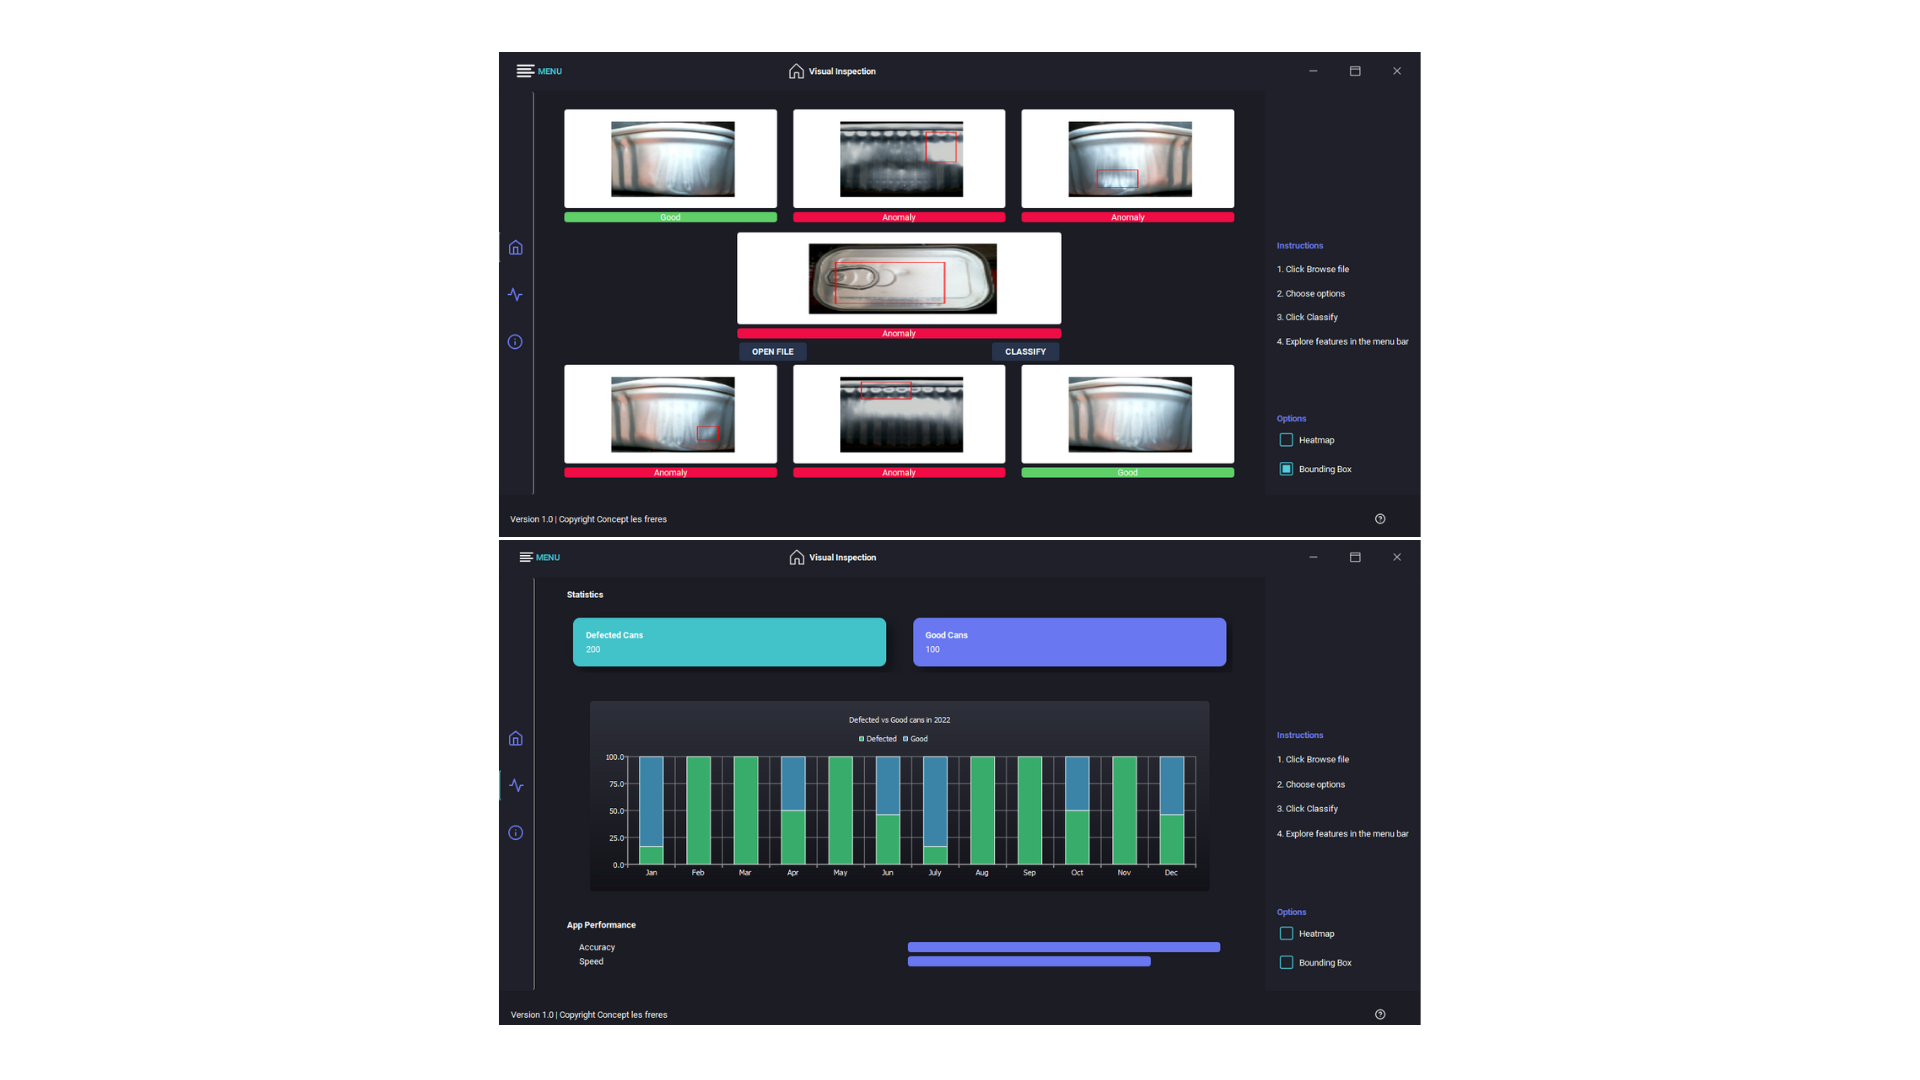 MENU
Visual Inspection
Good
Anomaly
Anomaly
Anomaly
OPEN FILE
CLASSIFY
Anomaly
Anomaly
Good
Instructions
1. Click Browse file
2. Choose options
3. Click Classify
4. Explore features in the menu bar
Options
Heatmap
Bounding Box
Version 1.0 | Copyright Concept les freres
MENU
Visual Inspection
Statistics
Defected Cans
200
Good Cans
100
Defected vs Good cans in 2022
Defected Good
100.0
75.0
50.0
25.0
0.0
Jan Feb Mar Apr May Jun July Aug Sep Oct Nov Dec
App Performance
Accuracy
Speed
Instructions
1. Click Browse file
2. Choose options
3. Click Classify
4. Explore features in the menu bar
Options
Heatmap
Bounding Box
Version 1.0 | Copyright Concept les freres